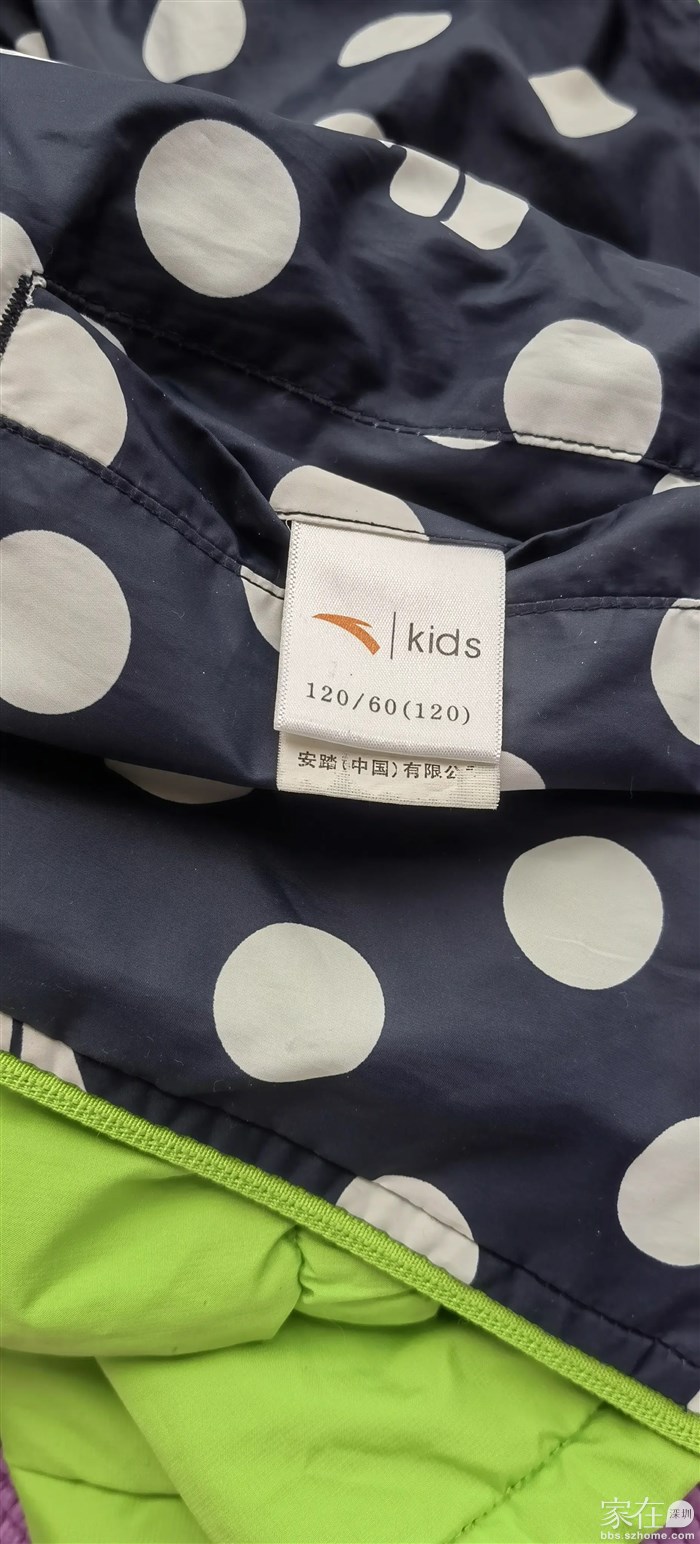 kids
120/60(120)
安踏(中国)有限公
家在 深圳
bbs.szhome.com